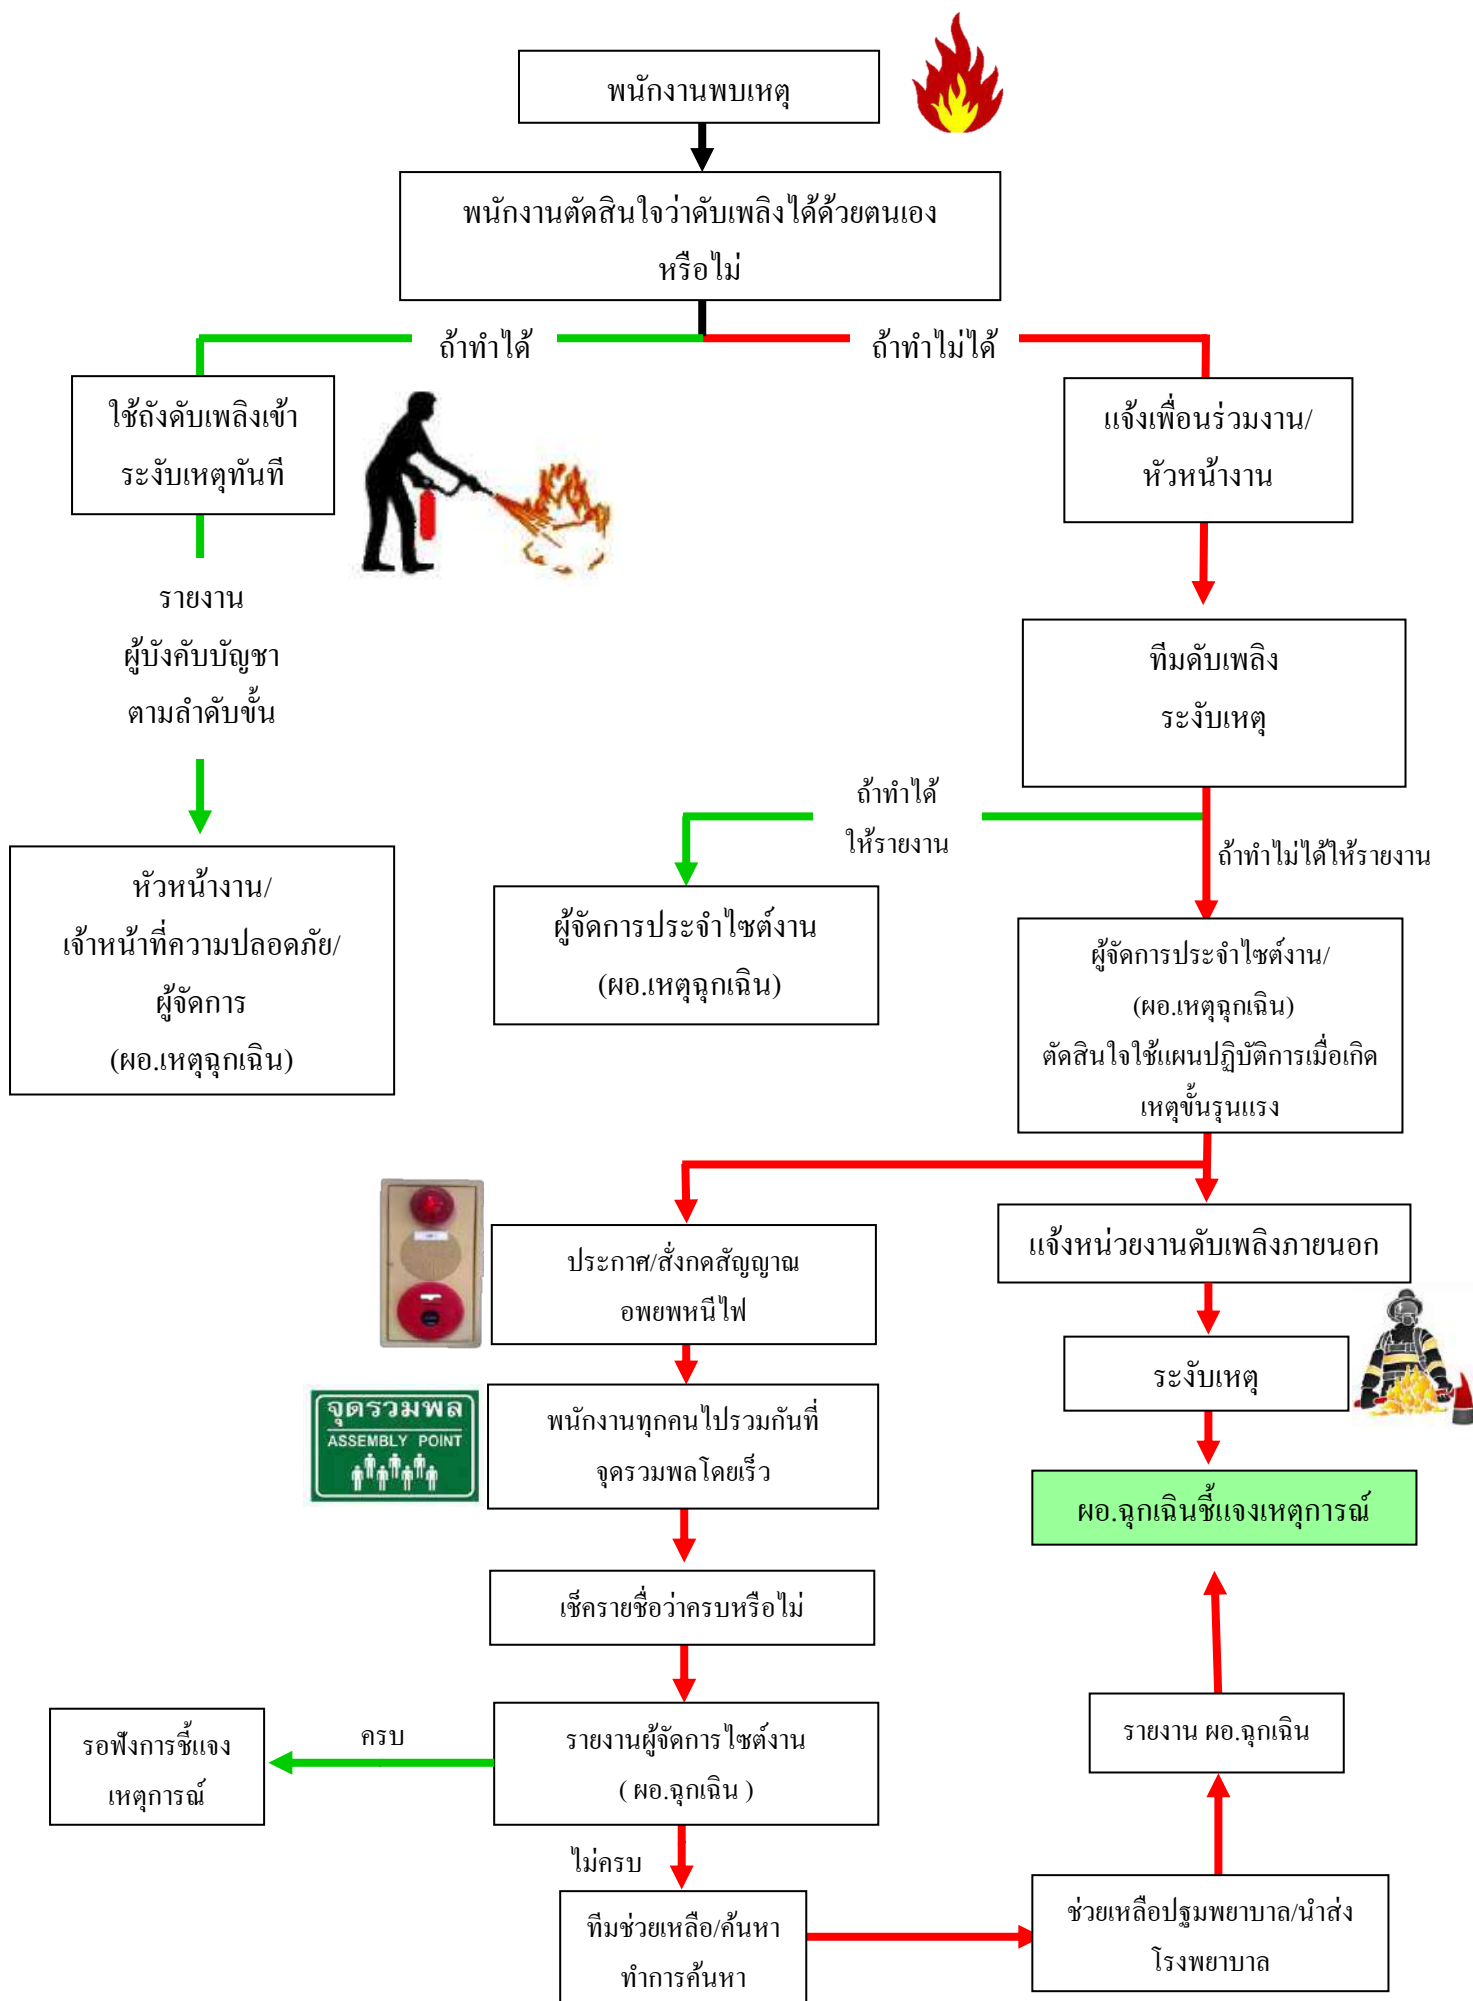 พนักงานพบเหตุ
พนักงานตัดสินใจว่าดับเพลิงได้ด้วยตนเอง
หรือไม่
ถ้าทำได้
ถ้าทำไม่ได้
ใช้ถังดับเพลิงเข้า
ระงับเหตุทันที
แจ้งเพื่อนร่วมงาน/
หัวหน้างาน
รายงาน
ผู้บังคับบัญชา
ตามลำดับขั้น
ทีมดับเพลิง
ระงับเหตุ
ถ้าทำได้
ให้รายงาน
ถ้าทำไม่ได้ให้รายงาน
หัวหน้างาน/
เจ้าหน้าที่ความปลอดภัย/
ผู้จัดการ
(ผอ.เหตุฉุกเฉิน)
ผู้จัดการประจำไซต์งาน
(ผอ.เหตุฉุกเฉิน)
ผู้จัดการประจำไซต์งาน/
(ผอ.เหตุฉุกเฉิน)
ตัดสินใจใช้แผนปฏิบัติการเมื่อเกิด
เหตุขั้นรุนแรง
ประกาศ/สั่งกดสัญญาณ
อพยพหนีไฟ
แจ้งหน่วยงานดับเพลิงภายนอก
ระงับเหตุ
จุดรวมพล
ASSEMBLY POINT
พนักงานทุกคนไปรวมกันที่
จุดรวมพลโดยเร็ว
ผอ.ฉุกเฉินชี้แจงเหตุการณ์
เช็ครายชื่อว่าครบหรือไม่
รอฟังการชี้แจง
เหตุการณ์
ครบ
รายงานผู้จัดการไซต์งาน
( ผอ.ฉุกเฉิน )
รายงาน ผอ.ฉุกเฉิน
ไม่ครบ
ทีมช่วยเหลือ/ค้นหา
ทำการค้นหา
ช่วยเหลือปฐมพยาบาล/นำส่ง
โรงพยาบาล